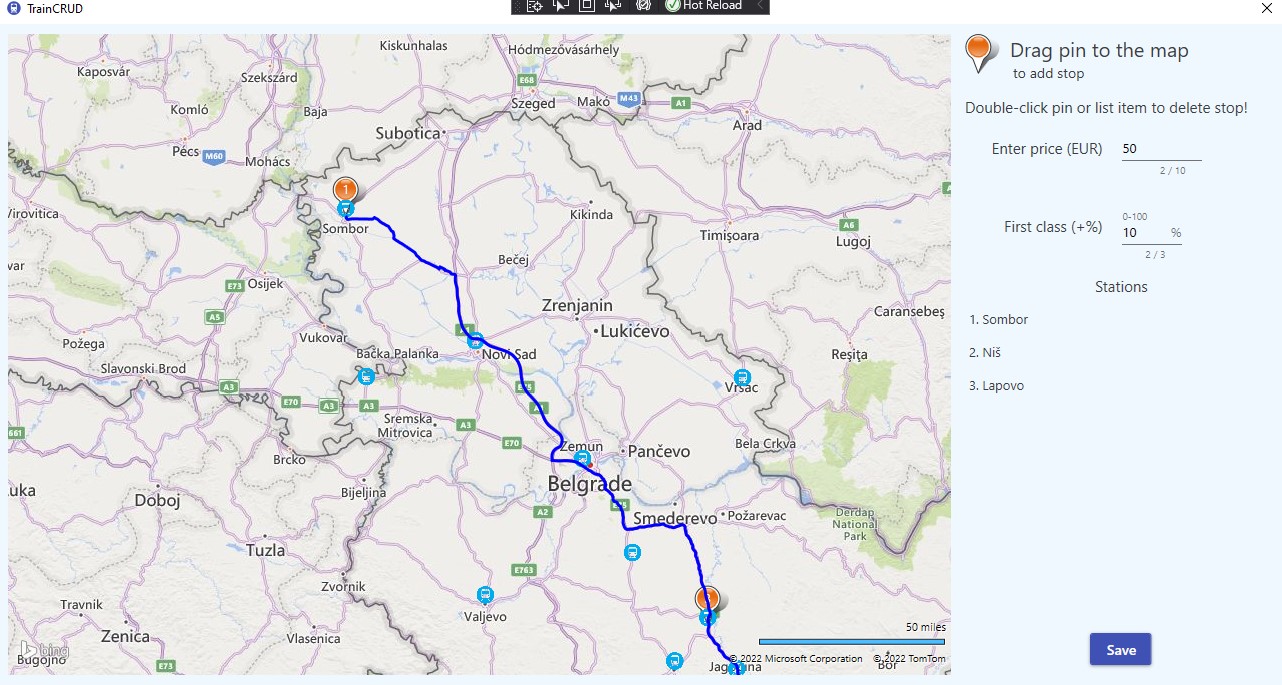 TrainCRUD
Hot Reload
Kiskunhalas
Hódmezővásárhely
Kaposvár
Szekszárd
E68
Komló
Baja
Szeged
Makó
M43
A1
Subotica
Arad
Pécs
M60
Mohács
1
Virovitica
Sombor
Kikinda
Timişoara
A6
Lugoj
var
Bečej
E73
Osijek
Zrenjanin
Caransebeş
A5
Lukićevo
Požega
Vukovar
Bačka Palanka
Novi Sad
Reşiţa
Slavonski Brod
Vršac
A3
E70
A3
A3
661
Sremska
Mitrovica
A3
E70
Zemun
Pančevo
Bela Crkva
Brcko
Belgrade
uka
Doboj
Bijeljina
A2
Smederevo
Požarevac
Derdap
National
Park
Tuzla
E763
Zvornik
Travnik
Valjevo
Zenica
Vlasenica
50 miles
bing
Bugojno
E73
Bor
© 2022 Microsoft Corporation © 2022 TomTom
Drag pin to the map
to add stop
Double-click pin or list item to delete stop!
Enter price (EUR) 50
2 / 10
0-100
First class (+%) 10 %
2 / 3
Stations
1. Sombor
2. Niš
3. Lapovo
Save